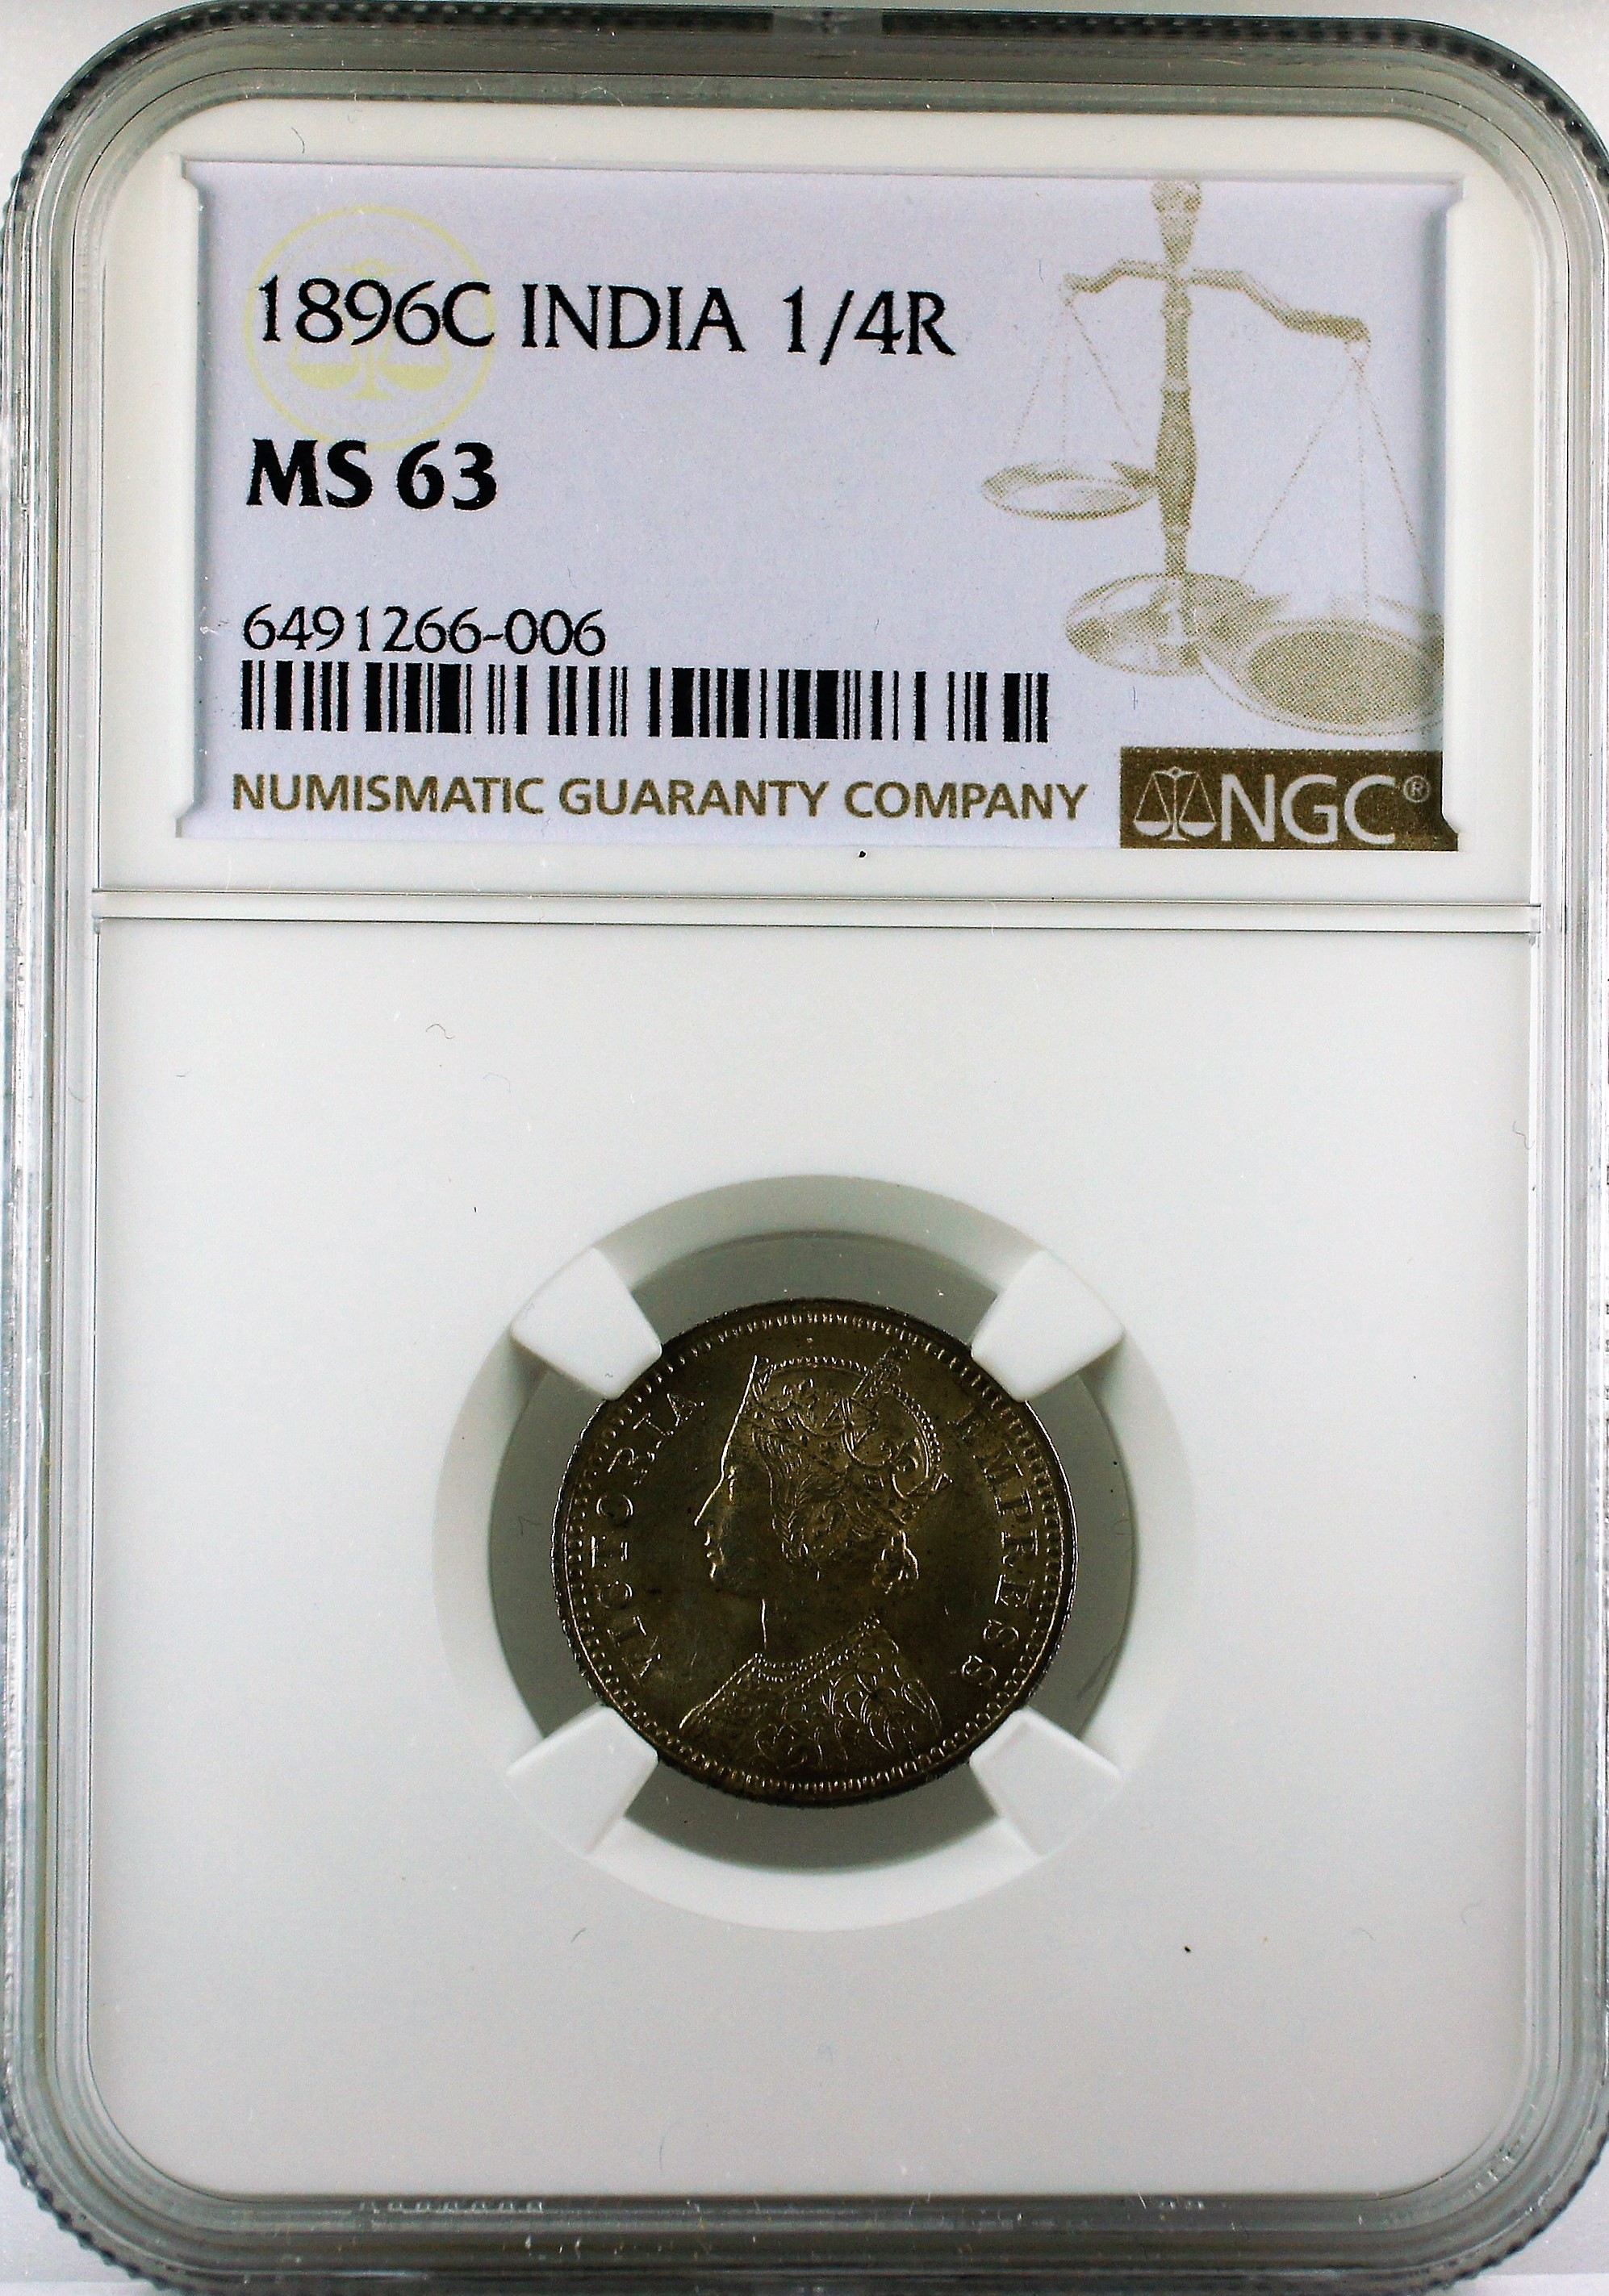 1896C INDIA 1/4R
MS 63
6491266-006
NUMISMATIC GUARANTY COMPANY
NGC®
VICTORIA EMPRESS